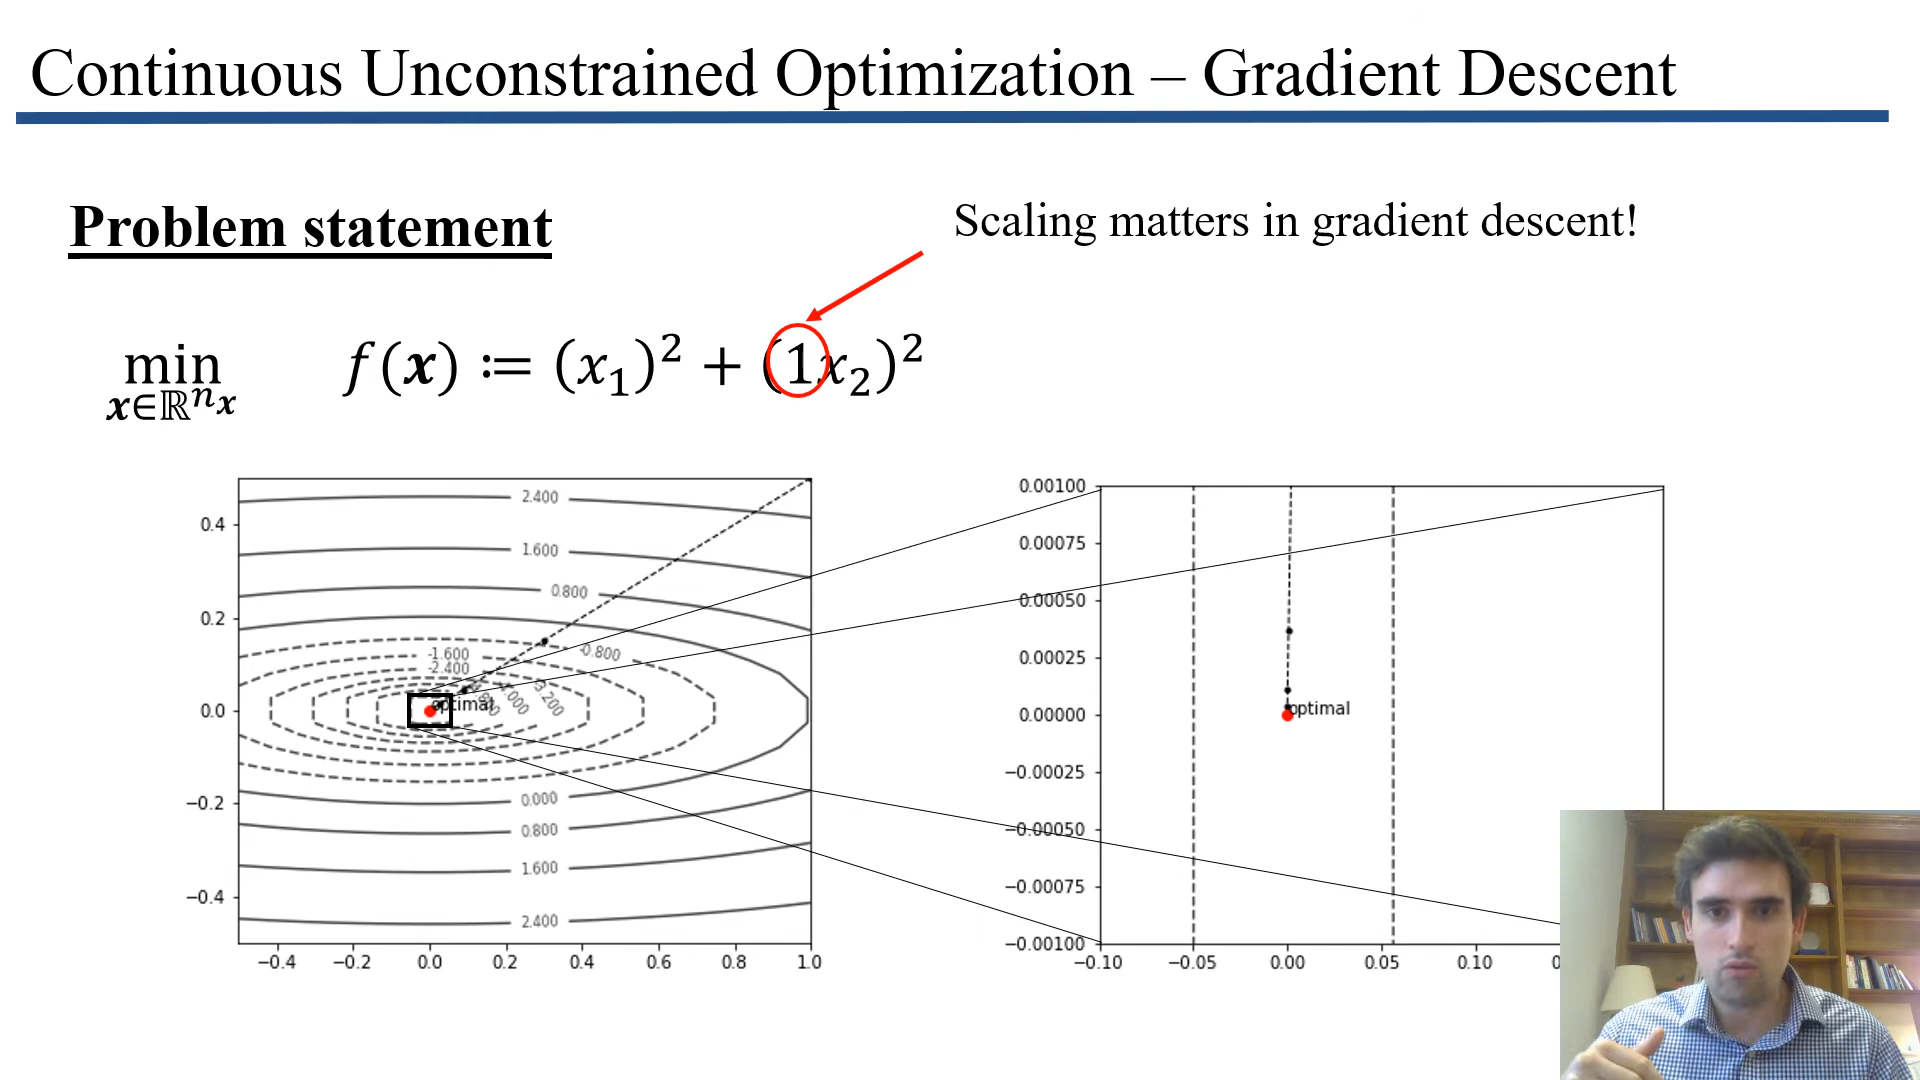 Continuous Unconstrained Optimization – Gradient Descent
Problem statement
Scaling matters in gradient descent!
min f(x) ≔ (x₁)² + (1x₂)²
x∈ℝⁿˣ
2.400
1.600
0.800
-0.800
-1.600
-2.400
-3.200
optimal
0.000
0.800
1.600
2.400
0.4
0.2
0.0
−0.2
−0.4
−0.4 −0.2 0.0 0.2 0.4 0.6 0.8 1.0
0.00100
0.00075
0.00050
0.00025
0.00000
−0.00025
−0.00050
−0.00075
−0.00100
optimal
−0.10 −0.05 0.00 0.05 0.10